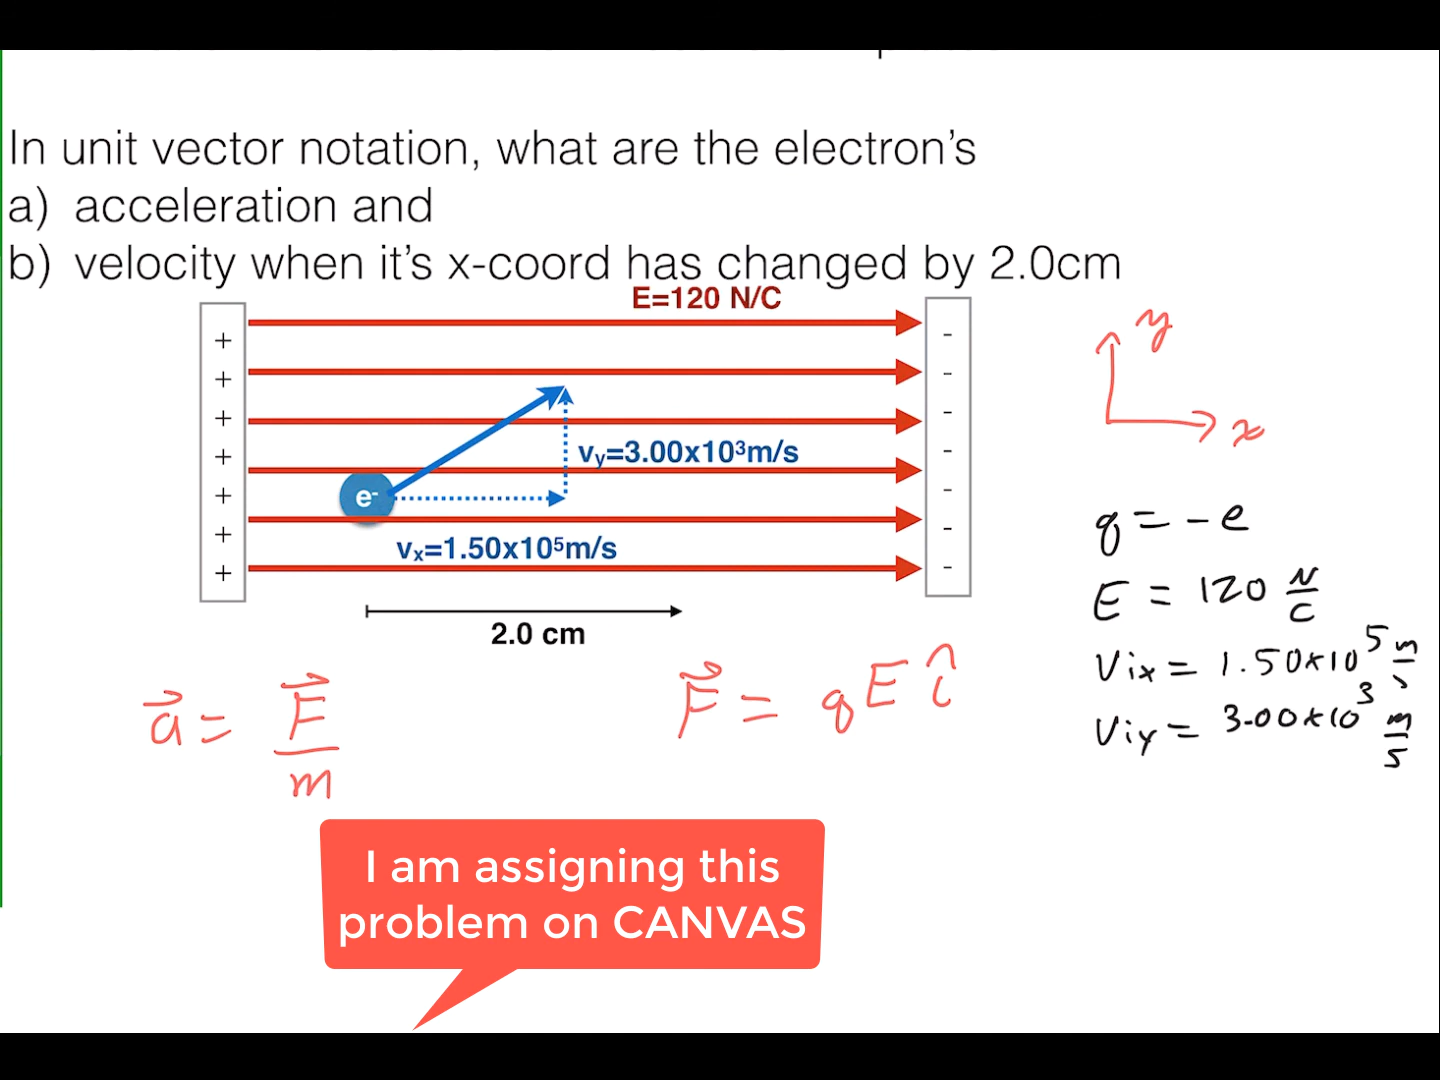 In unit vector notation, what are the electron's
a) acceleration and
b) velocity when it's x-coord has changed by 2.0cm
E=120 N/C
+ -
+ -
+ -
+ -
+ -
+ -
+ -
y
x
vy=3.00x10³m/s
e-
vx=1.50x10⁵m/s
2.0 cm
q = -e
E = 120 N/C
Vix = 1.50x10⁵ m/s
Viy = 3.00x10³ m/s
a⃗ = F⃗/m
F⃗ = qE î
I am assigning this
problem on CANVAS